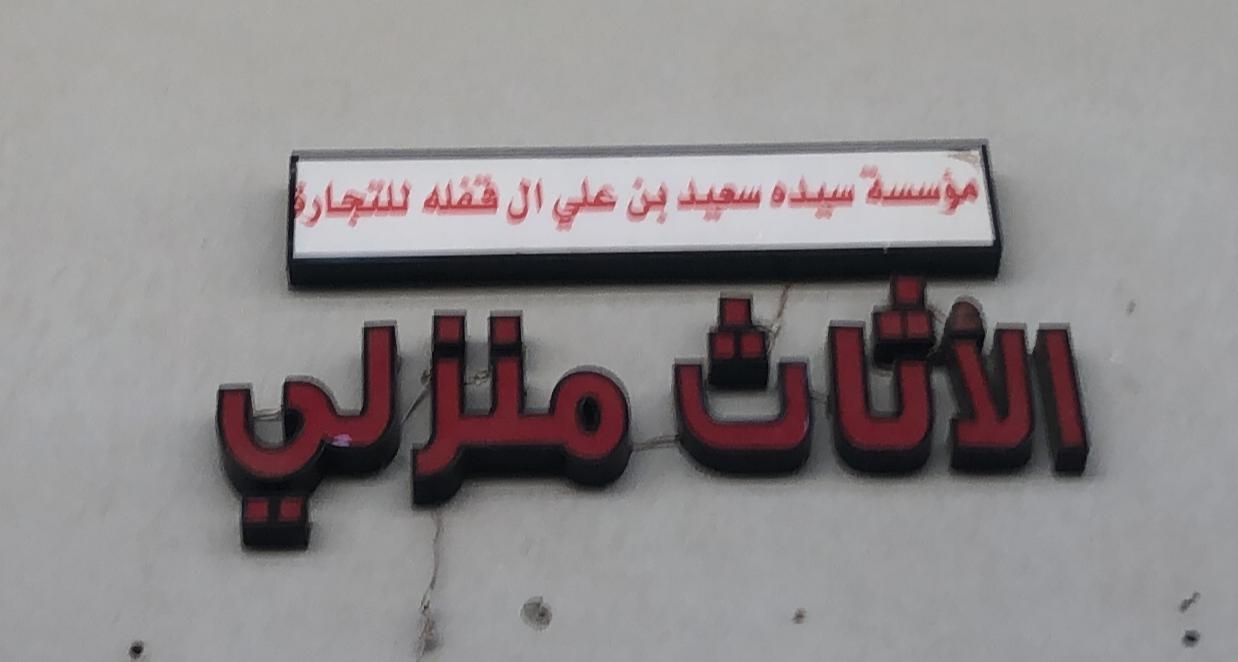 مؤسسة سيده سعيد بن علي ال قفله للتجارة
الأثاث منزلي